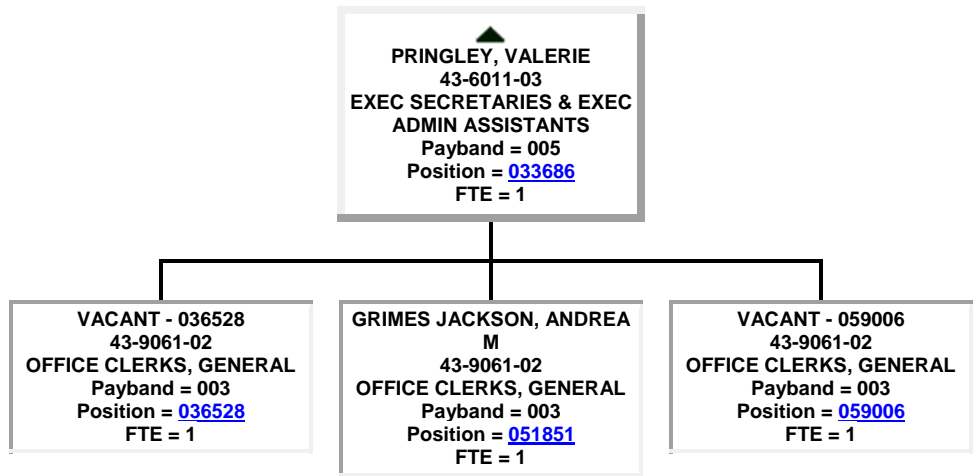 PRINGLEY, VALERIE
43-6011-03
EXEC SECRETARIES & EXEC
ADMIN ASSISTANTS
Payband = 005
Position = 033686
FTE = 1
VACANT - 036528
43-9061-02
OFFICE CLERKS, GENERAL
Payband = 003
Position = 036528
FTE = 1
GRIMES JACKSON, ANDREA
M
43-9061-02
OFFICE CLERKS, GENERAL
Payband = 003
Position = 051851
FTE = 1
VACANT - 059006
43-9061-02
OFFICE CLERKS, GENERAL
Payband = 003
Position = 059006
FTE = 1